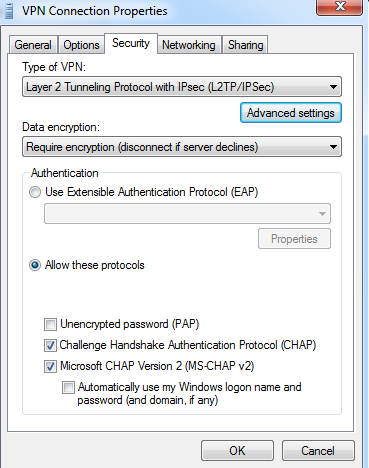 VPN Connection Properties
General Options Security Networking Sharing
Type of VPN:
Layer 2 Tunneling Protocol with IPsec (L2TP/IPSec)
Advanced settings
Data encryption:
Require encryption (disconnect if server declines)
Authentication
Use Extensible Authentication Protocol (EAP)
Properties
Allow these protocols
Unencrypted password (PAP)
Challenge Handshake Authentication Protocol (CHAP)
Microsoft CHAP Version 2 (MS-CHAP v2)
Automatically use my Windows logon name and
password (and domain, if any)
OK Cancel